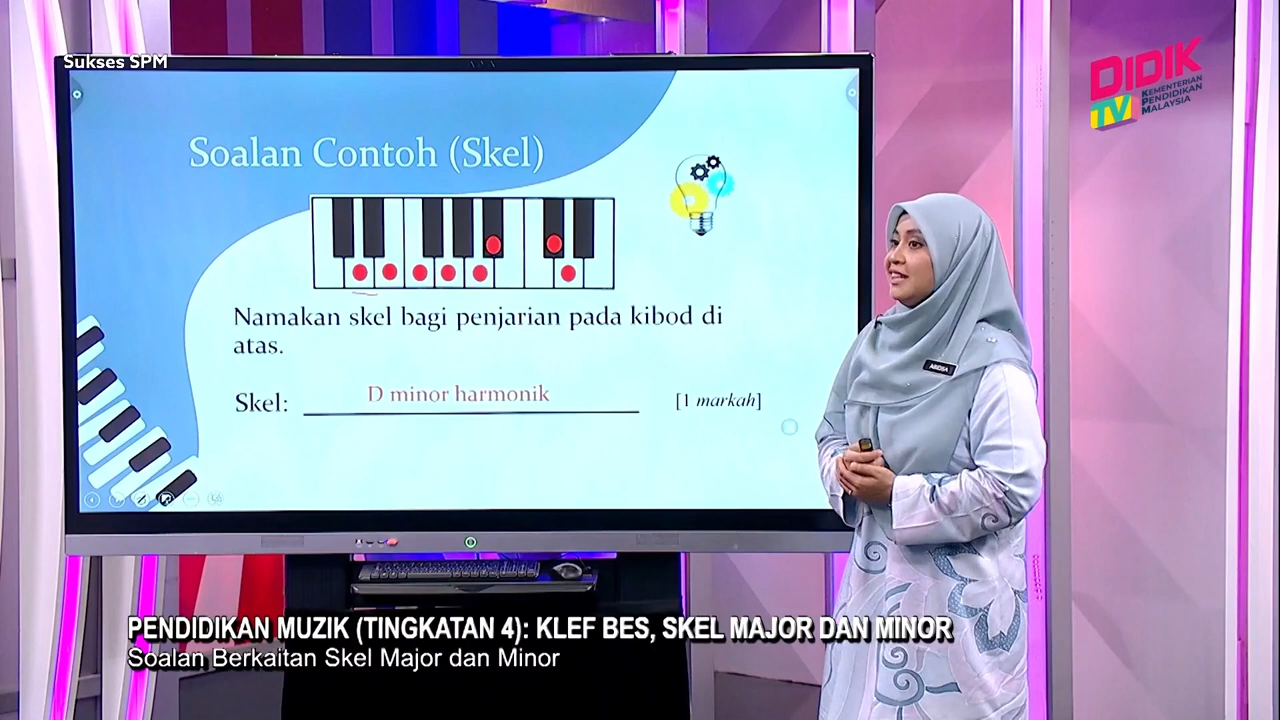 Sukses SPM
DIDIK
TV
KEMENTERIAN
PENDIDIKAN
MALAYSIA
Soalan Contoh (Skel)
Namakan skel bagi penjarian pada kibod di
atas.
Skel: D minor harmonik [1 markah]
PENDIDIKAN MUZIK (TINGKATAN 4): KLEF BES, SKEL MAJOR DAN MINOR
Soalan Berkaitan Skel Major dan Minor